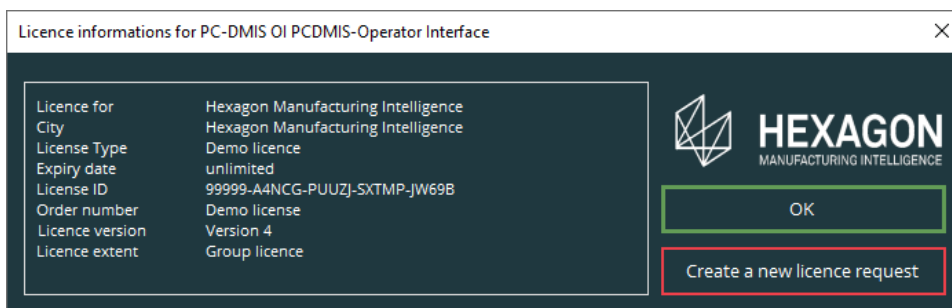 Licence informations for PC-DMIS OI PCDMIS-Operator Interface
Licence for Hexagon Manufacturing Intelligence
City Hexagon Manufacturing Intelligence
License Type Demo licence
Expiry date unlimited
License ID 99999-A4NCG-PUUZJ-SXTMP-JW69B
Order number Demo license
Licence version Version 4
Licence extent Group licence
HEXAGON
MANUFACTURING INTELLIGENCE
OK
Create a new licence request